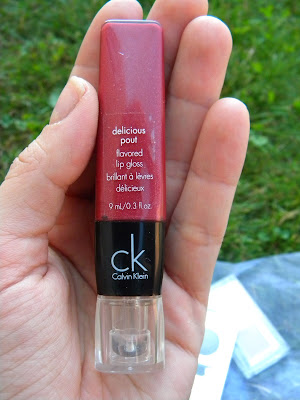 delicious
pout
flavored
lip gloss
brillant à lèvres
délicieux
9 mL/0.3 fl.oz.
ck
Calvin Klein